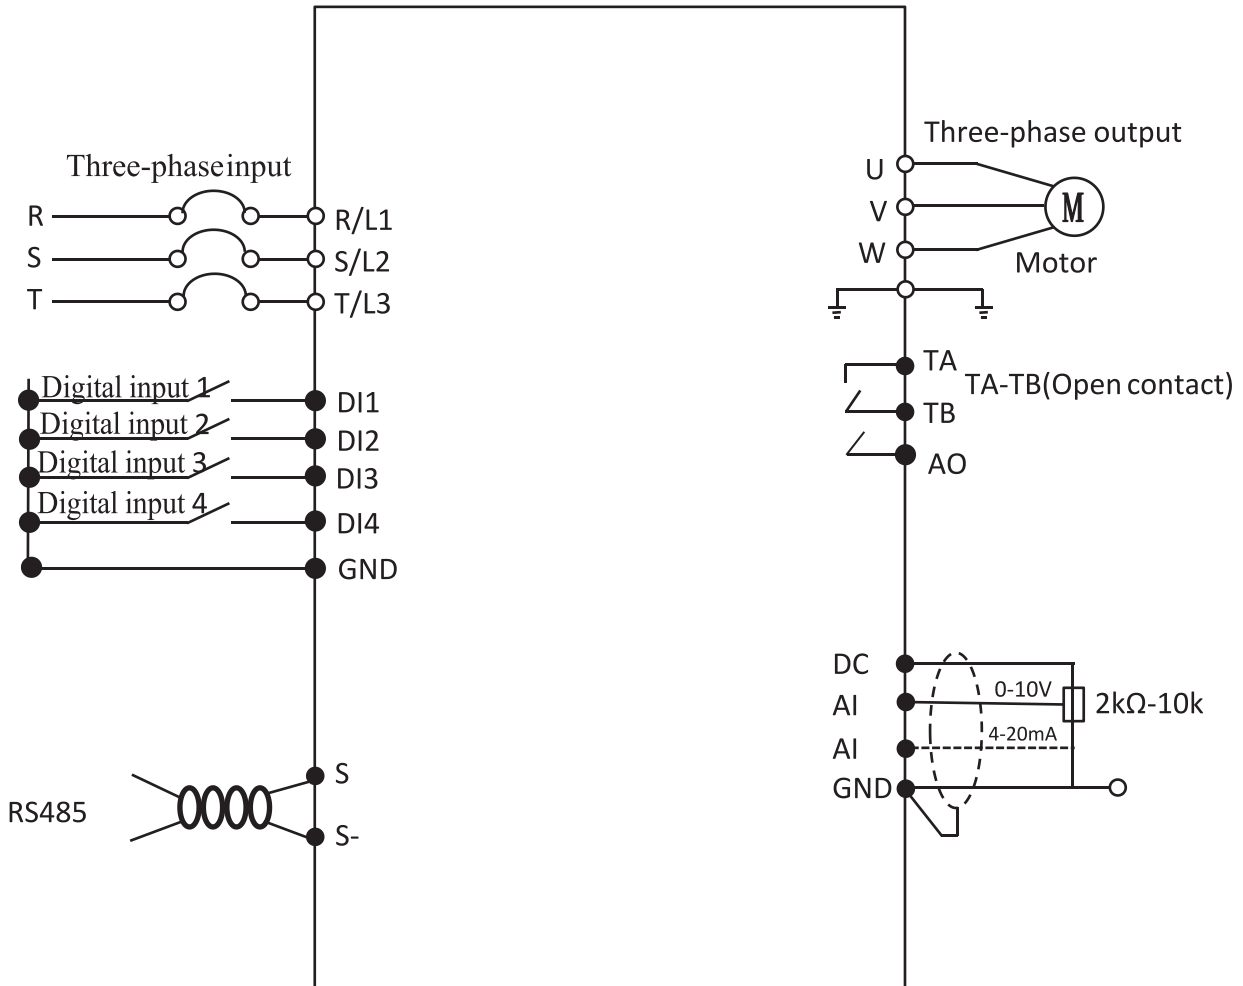 Three-phase input
R
R/L1
S
S/L2
T
T/L3
Digital input 1
DI1
Digital input 2
DI2
Digital input 3
DI3
Digital input 4
DI4
GND
RS485
S
S-
Three-phase output
U
V
W
M
Motor
TA
TA-TB(Open contact)
TB
AO
DC
AI
0-10V
2kΩ-10k
AI
4-20mA
GND